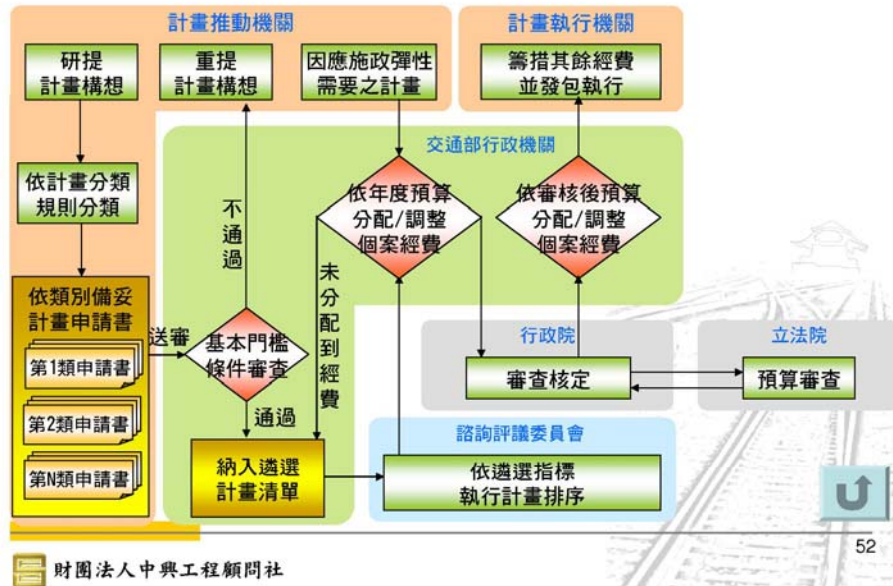 計畫推動機關
計畫執行機關
研提
計畫構想
重提
計畫構想
因應施政彈性
需要之計畫
籌措其餘經費
並發包執行
交通部行政機關
依計畫分類
規則分類
不通過
依年度預算
分配/調整
個案經費
依審核後預算
分配/調整
個案經費
未分配到經費
依類別備妥
計畫申請書
第1類申請書
第2類申請書
第N類申請書
送審
基本門檻
條件審查
通過
行政院
審查核定
立法院
預算審查
諮詢評議委員會
納入遴選
計畫清單
依遴選指標
執行計畫排序
52
財團法人中興工程顧問社